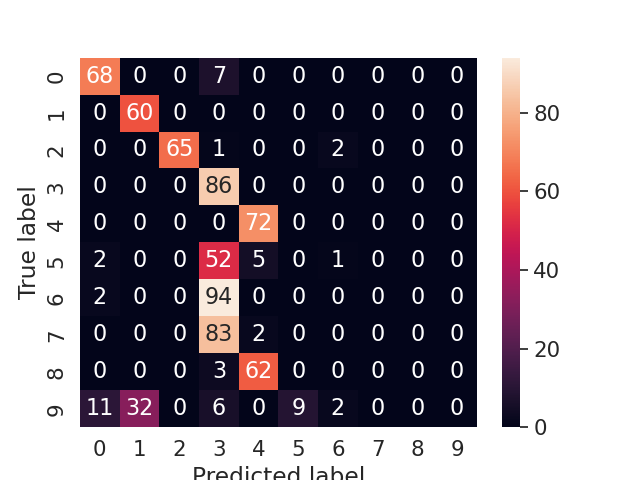 0 68 0 0 7 0 0 0 0 0 0
1 0 60 0 0 0 0 0 0 0 0
2 0 0 65 1 0 0 2 0 0 0
3 0 0 0 86 0 0 0 0 0 0
4 0 0 0 0 72 0 0 0 0 0
5 2 0 0 52 5 0 1 0 0 0
6 2 0 0 94 0 0 0 0 0 0
7 0 0 0 83 2 0 0 0 0 0
8 0 0 0 3 62 0 0 0 0 0
9 11 32 0 6 0 9 2 0 0 0
0 1 2 3 4 5 6 7 8 9
Predicted label
True label
80
60
40
20
0